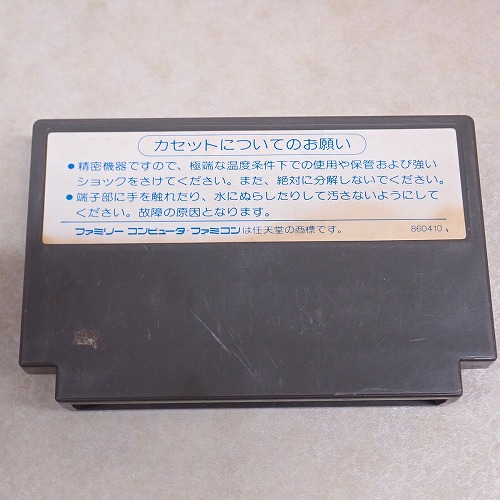 カセットについてのお願い
●精密機器ですので、極端な温度条件下での使用や保管および強い
ショックをさけてください。また、絶対に分解しないでください。
●端子部に手を触れたり、水にぬらしたりして汚さないようにして
ください。故障の原因となります。
ファミリー コンピュータ・ファミコンは任天堂の商標です。 860410